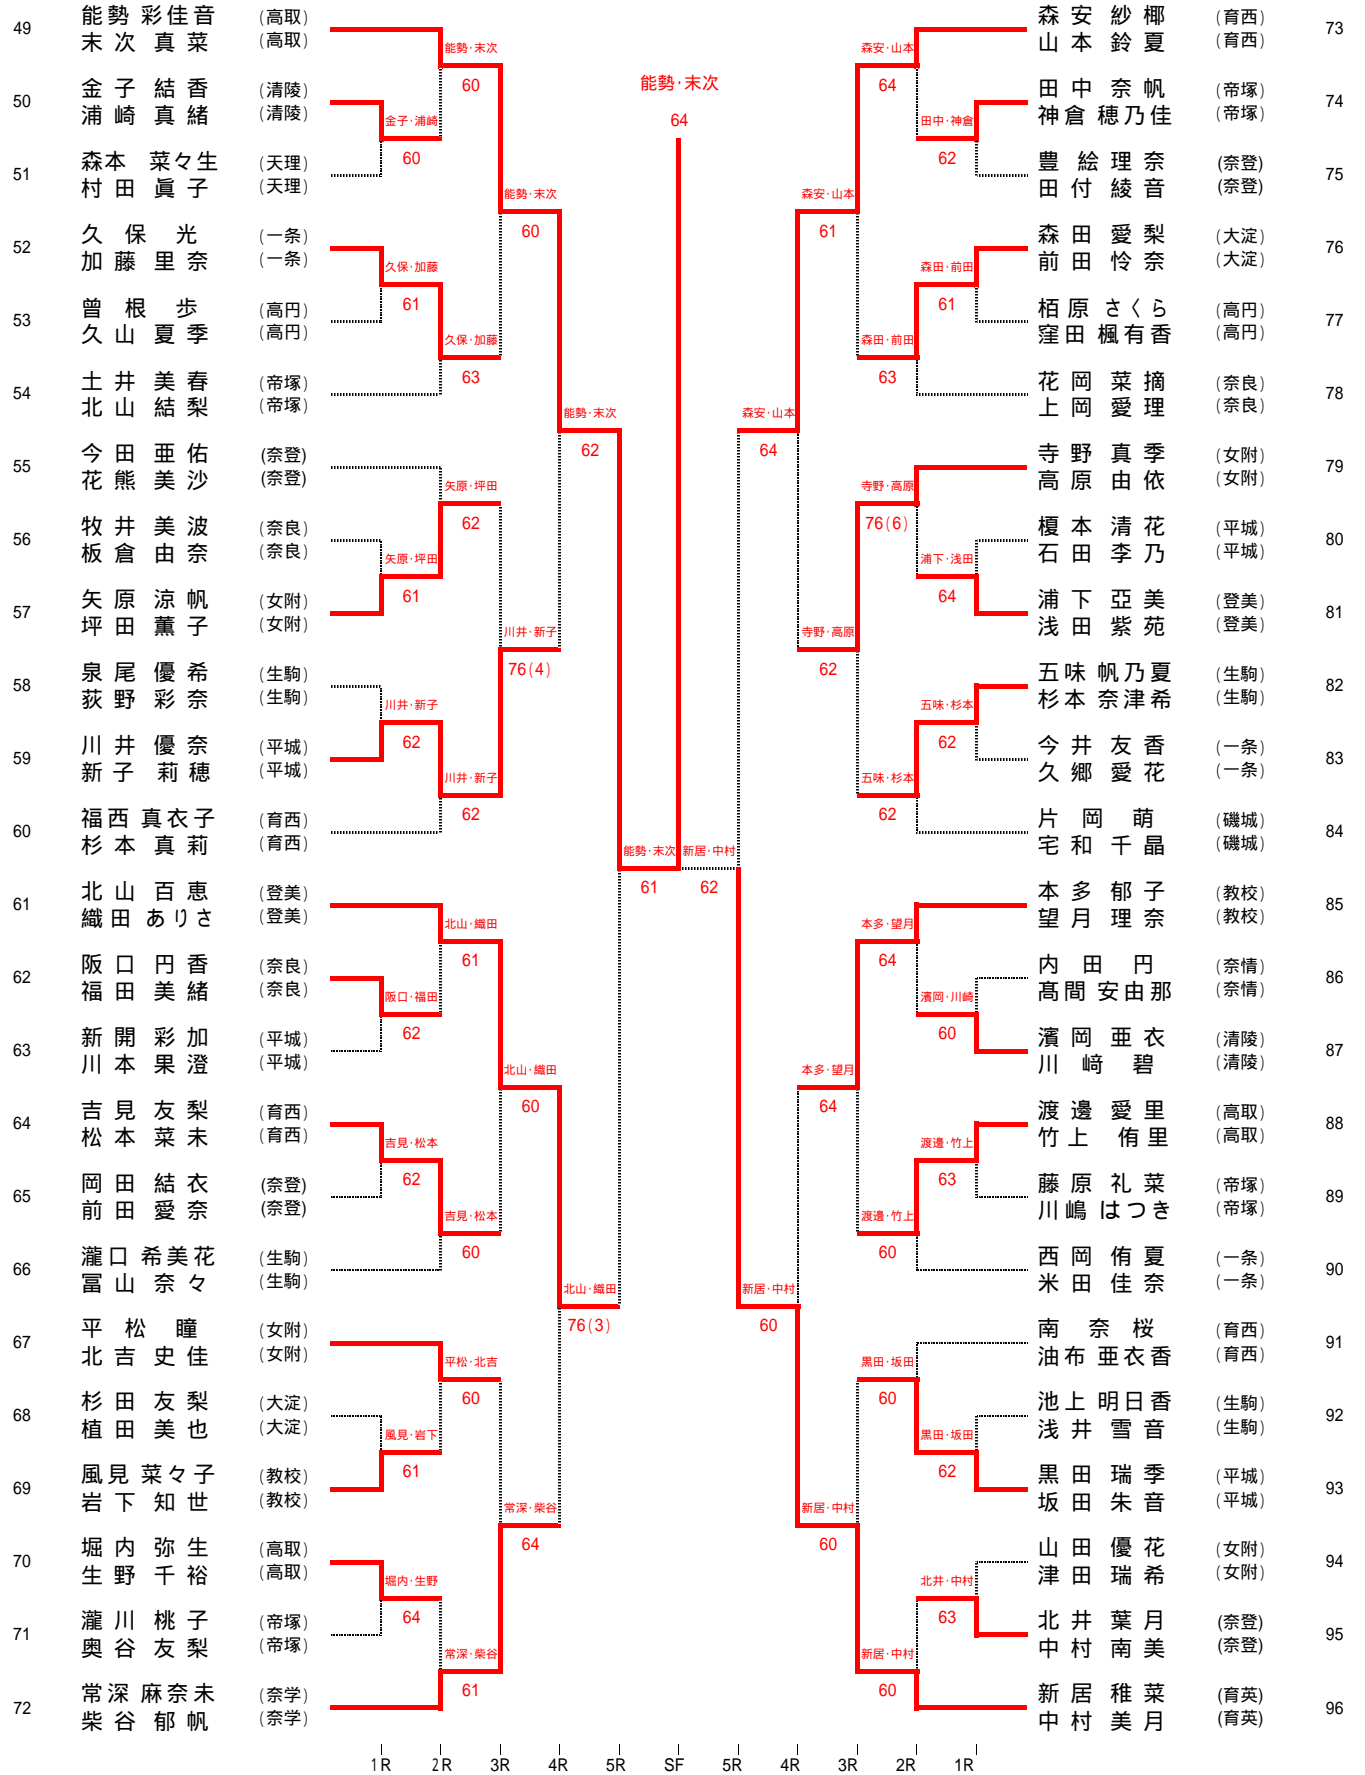 49 能勢 彩佳音 (高取)
末次真菜 (高取)
50 金子結香 (清陵)
浦崎真緒 (清陵)
51 森本 菜々生 (天理)
村田眞子 (天理)
52 久保光 (一条)
加藤里奈 (一条)
53 曾根歩 (高円)
久山夏季 (高円)
54 土井美春 (帝塚)
北山結梨 (帝塚)
55 今田亜佑 (奈登)
花熊美沙 (奈登)
56 牧井美波 (奈良)
板倉由奈 (奈良)
57 矢原涼帆 (女附)
坪田薫子 (女附)
58 泉尾優希 (生駒)
荻野彩奈 (生駒)
59 川井優奈 (平城)
新子莉穂 (平城)
60 福西 真衣子 (育西)
杉本真莉 (育西)
61 北山百恵 (登美)
織田 ありさ (登美)
62 阪口円香 (奈良)
福田美緒 (奈良)
63 新開彩加 (平城)
川本果澄 (平城)
64 吉見友梨 (育西)
松本菜未 (育西)
65 岡田結衣 (奈登)
前田愛奈 (奈登)
66 瀧口 希美花 (生駒)
冨山奈々 (生駒)
67 平松瞳 (女附)
北吉史佳 (女附)
68 杉田友梨 (大淀)
植田美也 (大淀)
69 風見 菜々子 (教校)
岩下知世 (教校)
70 堀内弥生 (高取)
生野千裕 (高取)
71 瀧川桃子 (帝塚)
奥谷友梨 (帝塚)
72 常深 麻奈未 (奈学)
柴谷郁帆 (奈学)
金子・浦崎
60
久保・加藤
61
矢原・坪田
61
川井・新子
62
阪口・福田
62
吉見・松本
62
風見・岩下
61
堀内・生野
64
能勢・末次
60
久保・加藤
63
矢原・坪田
62
川井・新子
62
北山・織田
61
吉見・松本
60
平松・北吉
60
常深・柴谷
61
能勢・末次
60
川井・新子
76(4)
北山・織田
60
常深・柴谷
64
能勢・末次
62
北山・織田
76(3)
能勢・末次
61
能勢・末次
64
新居・中村
62
森安・山本
64
新居・中村
60
森安・山本
61
寺野・高原
62
本多・望月
64
新居・中村
60
森安・山本
64
森田・前田
63
寺野・高原
76(6)
五味・杉本
62
本多・望月
64
渡邊・竹上
60
黒田・坂田
60
新居・中村
60
田中・神倉
62
森田・前田
61
浦下・浅田
64
五味・杉本
62
濱岡・川崎
60
渡邊・竹上
63
黒田・坂田
62
北井・中村
63
森安紗椰 (育西) 73
山本鈴夏 (育西)
田中奈帆 (帝塚) 74
神倉 穂乃佳 (帝塚)
豊絵理奈 (奈登) 75
田付綾音 (奈登)
森田愛梨 (大淀) 76
前田怜奈 (大淀)
栢原 さくら (高円) 77
窪田 楓有香 (高円)
花岡菜摘 (奈良) 78
上岡愛理 (奈良)
寺野真季 (女附) 79
高原由依 (女附)
榎本清花 (平城) 80
石田李乃 (平城)
浦下亞美 (登美) 81
浅田紫苑 (登美)
五味 帆乃夏 (生駒) 82
杉本 奈津希 (生駒)
今井友香 (一条) 83
久郷愛花 (一条)
片岡萌 (磯城) 84
宅和千晶 (磯城)
本多郁子 (教校) 85
望月理奈 (教校)
内田円 (奈情) 86
髙間 安由那 (奈情)
濱岡亜衣 (清陵) 87
川﨑碧 (清陵)
渡邊愛里 (高取) 88
竹上侑里 (高取)
藤原礼菜 (帝塚) 89
川嶋 はつき (帝塚)
西岡侑夏 (一条) 90
米田佳奈 (一条)
南奈桜 (育西) 91
油布 亜衣香 (育西)
池上 明日香 (生駒) 92
浅井雪音 (生駒)
黒田瑞季 (平城) 93
坂田朱音 (平城)
山田優花 (女附) 94
津田瑞希 (女附)
北井葉月 (奈登) 95
中村南美 (奈登)
新居稚菜 (育英) 96
中村美月 (育英)
1R 2R 3R 4R 5R SF 5R 4R 3R 2R 1R